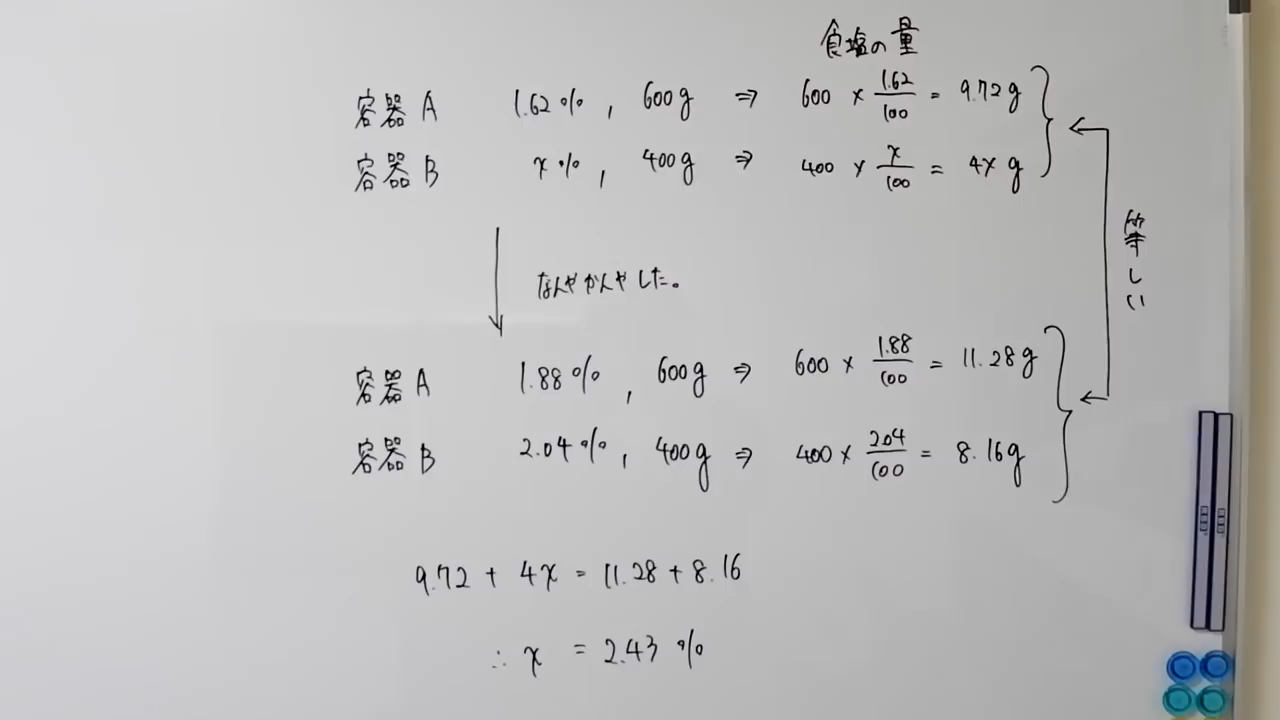 食塩の量
容器A 1.62%, 600g ⇒ 600 × 1.62/100 = 9.72g
容器B x%, 400g ⇒ 400 × x/100 = 4x g
等しい
なんやかんやした。
容器A 1.88%, 600g ⇒ 600 × 1.88/100 = 11.28g
容器B 2.04%, 400g ⇒ 400 × 2.04/100 = 8.16g
9.72 + 4x = 11.28 + 8.16
∴ x = 2.43 %